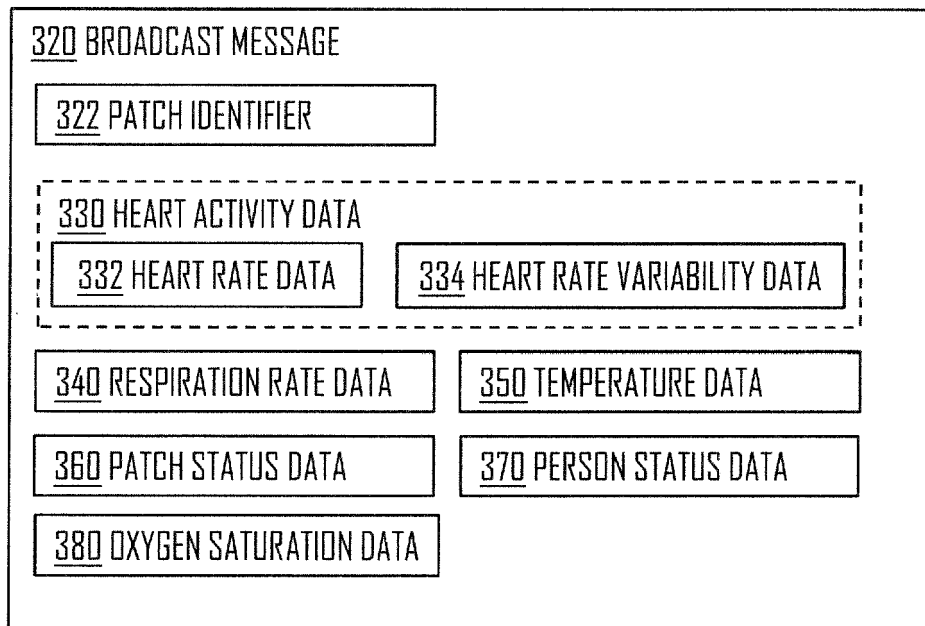 320 BROADCAST MESSAGE
322 PATCH IDENTIFIER
330 HEART ACTIVITY DATA
332 HEART RATE DATA
334 HEART RATE VARIABILITY DATA
340 RESPIRATION RATE DATA
350 TEMPERATURE DATA
360 PATCH STATUS DATA
370 PERSON STATUS DATA
380 OXYGEN SATURATION DATA